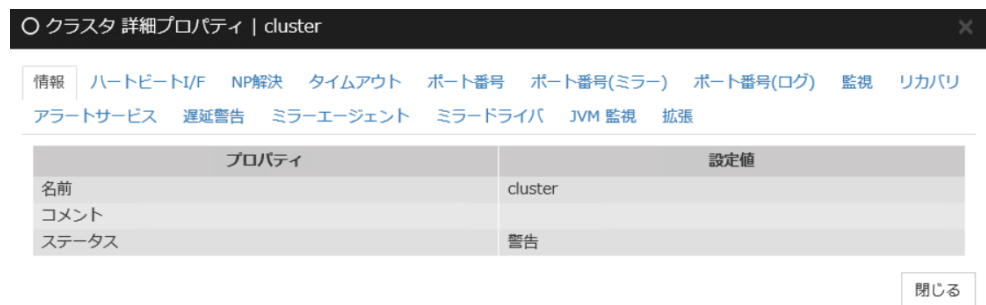 クラスタ 詳細プロパティ | cluster ×
情報 ハートビートI/F NP解決 タイムアウト ポート番号 ポート番号(ミラー) ポート番号(ログ) 監視 リカバリ
アラートサービス 遅延警告 ミラーエージェント ミラードライバ JVM 監視 拡張
プロパティ 設定値
名前 cluster
コメント
ステータス 警告
閉じる